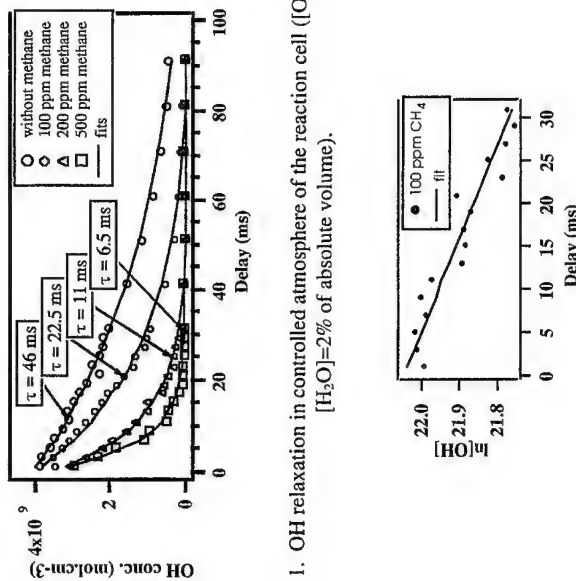 OH conc. (mol.cm-3)
4x10⁹
2
0
τ = 46 ms
τ = 22.5 ms
τ = 11 ms
τ = 6.5 ms
without methane
100 ppm methane
200 ppm methane
500 ppm methane
fits
0 20 40 60 80 100
Delay (ms)
1. OH relaxation in controlled atmosphere of the reaction cell ([O
[H₂O]=2% of absolute volume).
ln[OH]
22.0
21.9
21.8
100 ppm CH4
fit
0 5 10 15 20 25 30
Delay (ms)